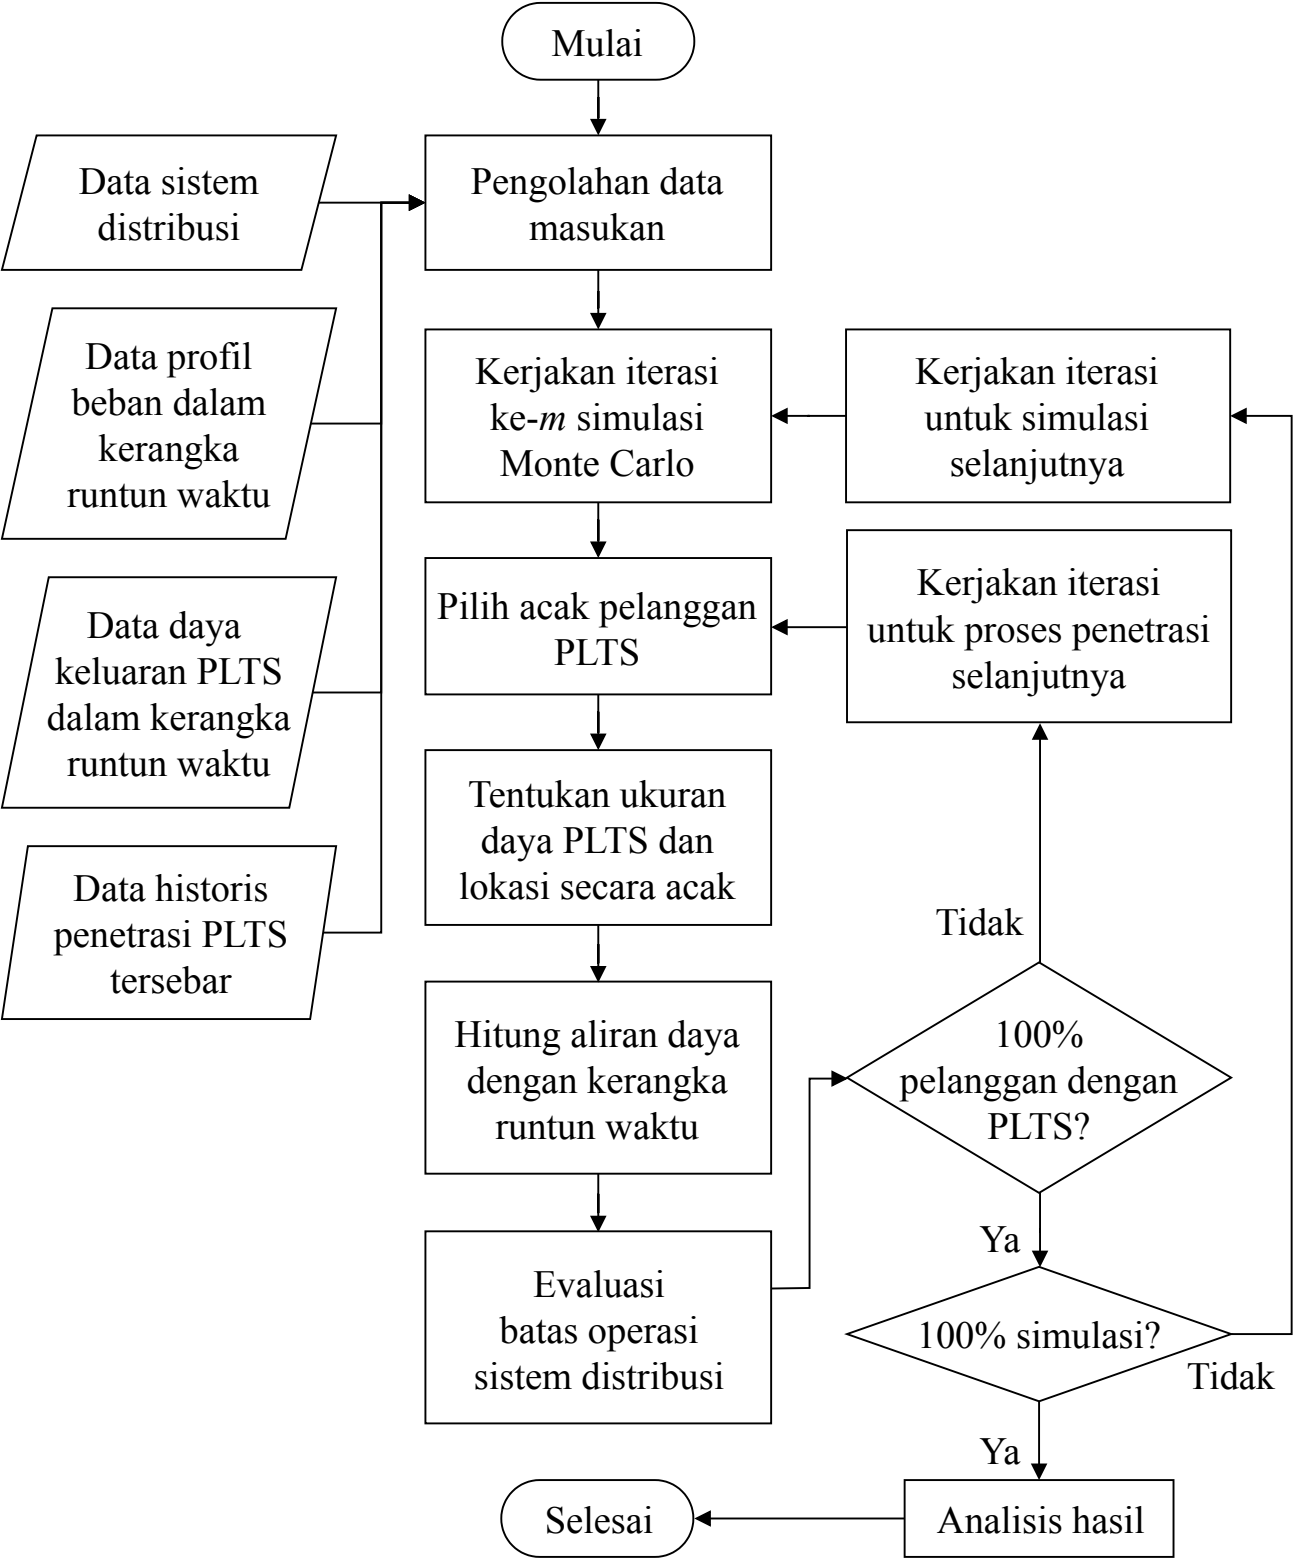 Mulai
Data sistem
distribusi
Pengolahan data
masukan
Data profil
beban dalam
kerangka
runtun waktu
Kerjakan iterasi
ke-m simulasi
Monte Carlo
Kerjakan iterasi
untuk simulasi
selanjutnya
Pilih acak pelanggan
PLTS
Kerjakan iterasi
untuk proses penetrasi
selanjutnya
Data daya
keluaran PLTS
dalam kerangka
runtun waktu
Tentukan ukuran
daya PLTS dan
lokasi secara acak
Data historis
penetrasi PLTS
tersebar
Tidak
Hitung aliran daya
dengan kerangka
runtun waktu
100%
pelanggan dengan
PLTS?
Ya
Evaluasi
batas operasi
sistem distribusi
100% simulasi?
Tidak
Ya
Selesai
Analisis hasil